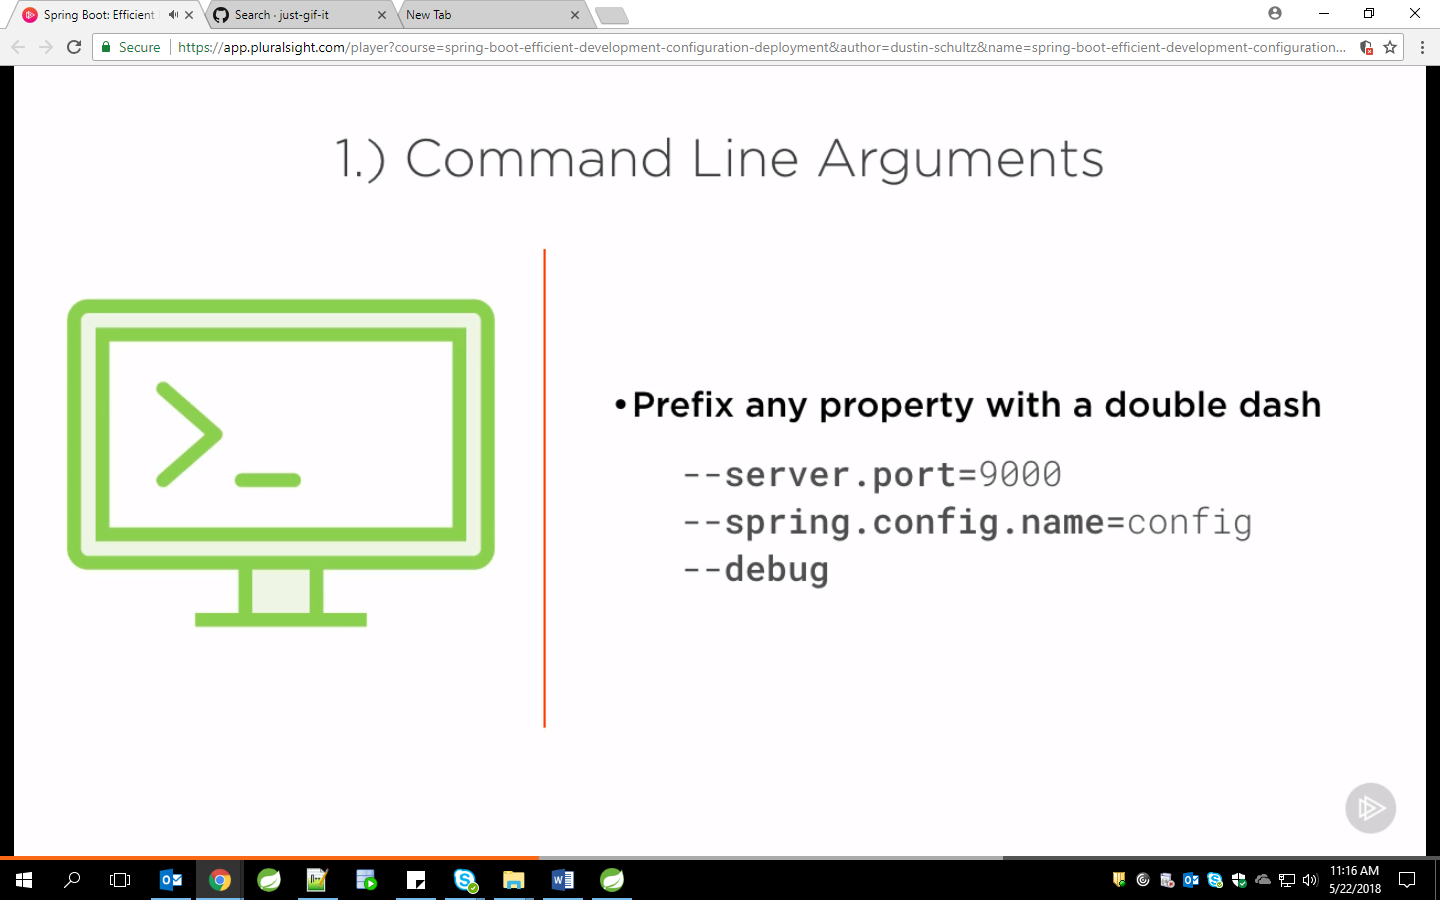 Spring Boot: Efficient
Search · just-gif-it
New Tab
Secure
https://app.pluralsight.com/player?course=spring-boot-efficient-development-configuration-deployment&author=dustin-schultz&name=spring-boot-efficient-development-configuration...
1.) Command Line Arguments
>_
•Prefix any property with a double dash
--server.port=9000
--spring.config.name=config
--debug
11:16 AM
5/22/2018